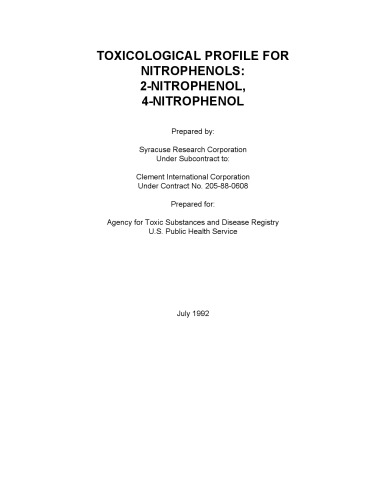 TOXICOLOGICAL PROFILE FOR
NITROPHENOLS:
2-NITROPHENOL,
4-NITROPHENOL
Prepared by:
Syracuse Research Corporation
Under Subcontract to:
Clement International Corporation
Under Contract No. 205-88-0608
Prepared for:
Agency for Toxic Substances and Disease Registry
U.S. Public Health Service
July 1992